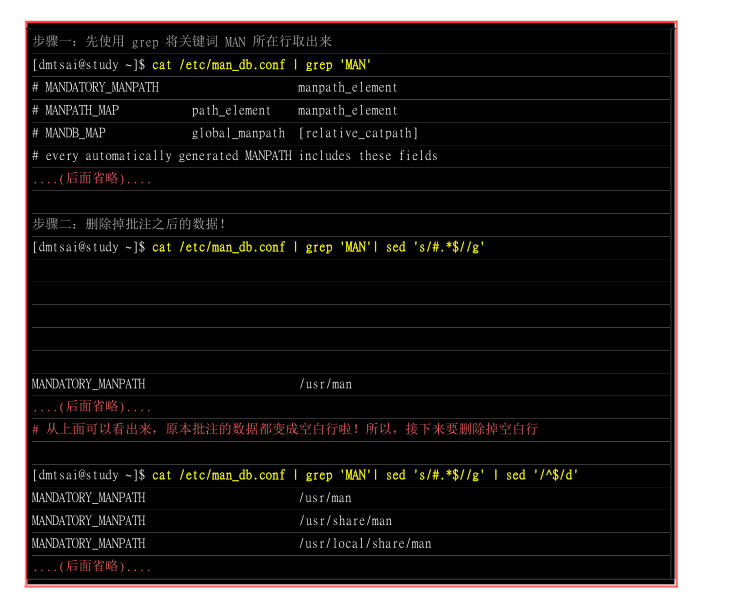 步骤一：先使用 grep 将关键词 MAN 所在行取出来
[dmtsai@study ~]$ cat /etc/man_db.conf | grep 'MAN'
# MANDATORY_MANPATH manpath_element
# MANPATH_MAP path_element manpath_element
# MANDB_MAP global_manpath [relative_catpath]
# every automatically generated MANPATH includes these fields
....(后面省略)....
步骤二：删除掉批注之后的数据！
[dmtsai@study ~]$ cat /etc/man_db.conf | grep 'MAN'| sed 's/#.*$//g'
MANDATORY_MANPATH /usr/man
....(后面省略)....
# 从上面可以看出来，原本批注的数据都变成空白行啦！所以，接下来要删除掉空白行
[dmtsai@study ~]$ cat /etc/man_db.conf | grep 'MAN'| sed 's/#.*$//g' | sed '/^$/d'
MANDATORY_MANPATH /usr/man
MANDATORY_MANPATH /usr/share/man
MANDATORY_MANPATH /usr/local/share/man
....(后面省略)....